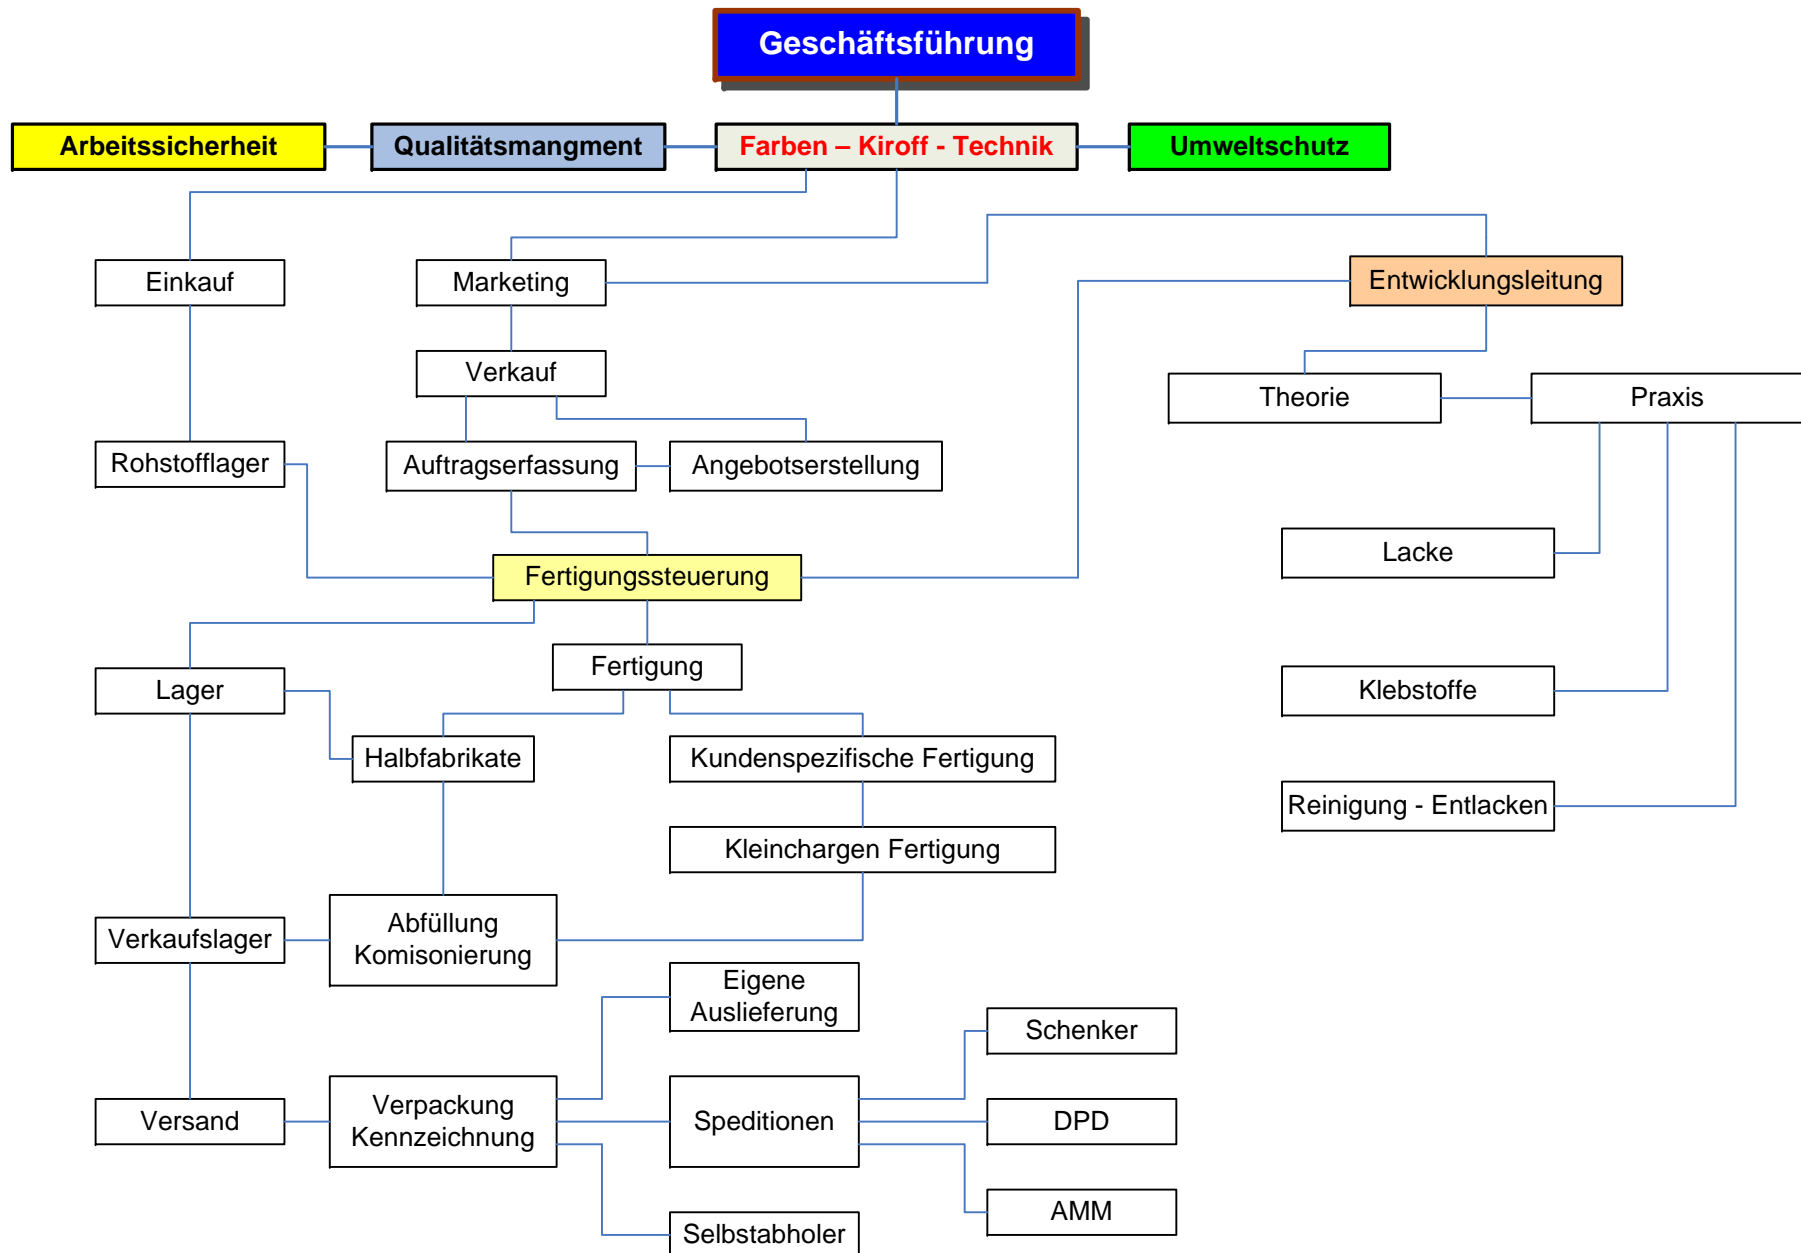 Geschäftsführung
Arbeitssicherheit
Qualitätsmangment
Farben – Kiroff - Technik
Umweltschutz
Einkauf
Marketing
Entwicklungsleitung
Verkauf
Theorie
Praxis
Rohstofflager
Auftragserfassung
Angebotserstellung
Lacke
Fertigungssteuerung
Fertigung
Lager
Klebstoffe
Halbfabrikate
Kundenspezifische Fertigung
Reinigung - Entlacken
Kleinchargen Fertigung
Verkaufslager
Abfüllung
Komisonierung
Eigene
Auslieferung
Schenker
Versand
Verpackung
Kennzeichnung
Speditionen
DPD
AMM
Selbstabholer